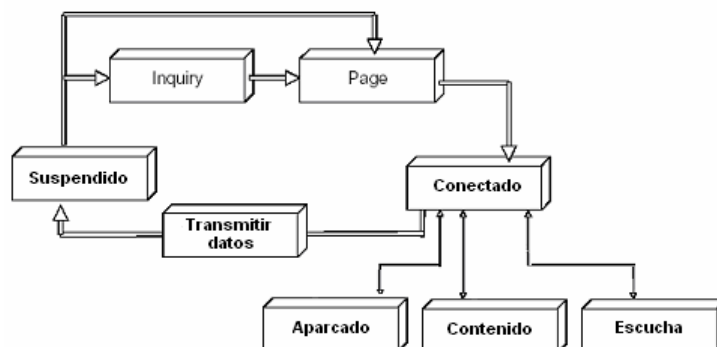 Inquiry
Page
Suspendido
Conectado
Transmitir
datos
Aparcado
Contenido
Escucha